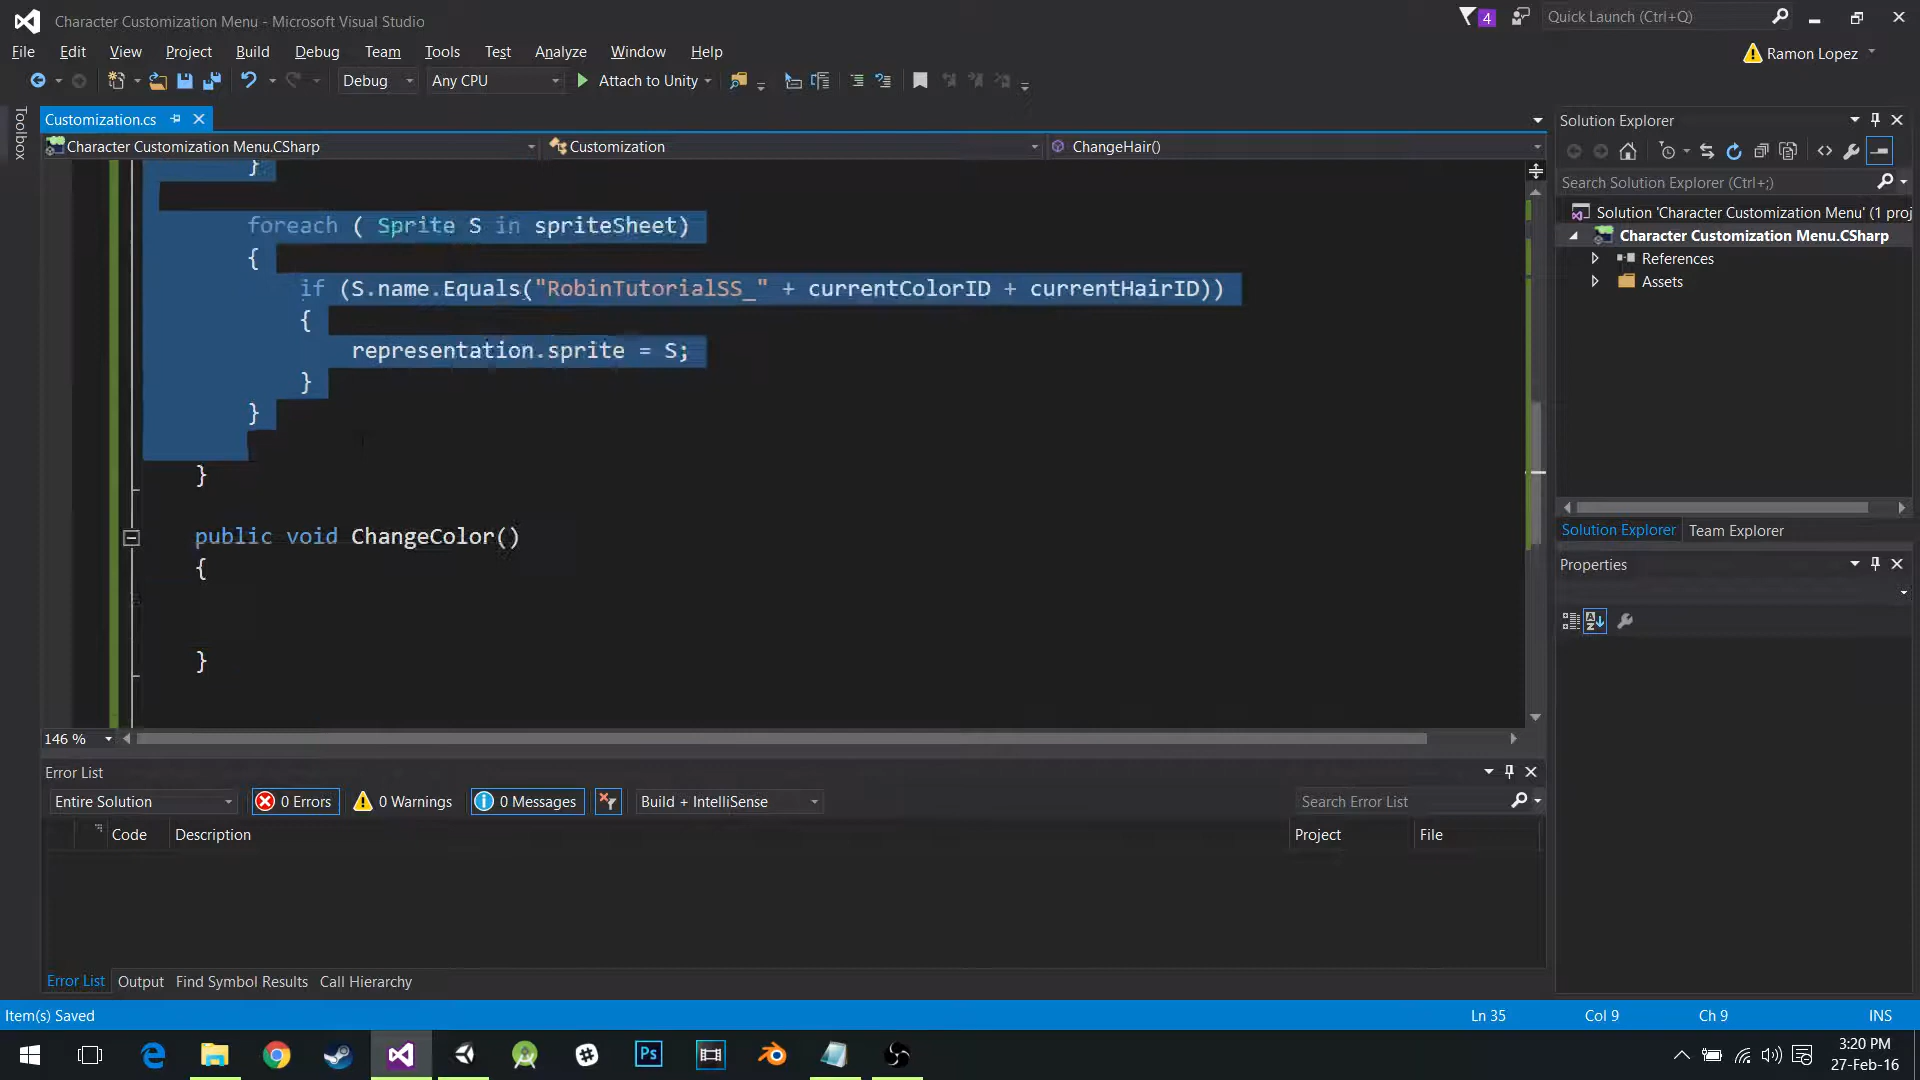 Character Customization Menu - Microsoft Visual Studio
4
Quick Launch (Ctrl+Q)
File Edit View Project Build Debug Team Tools Test Analyze Window Help
Ramon Lopez
Debug Any CPU Attach to Unity
Toolbox
Customization.cs
Character Customization Menu.CSharp Customization ChangeHair()
}
foreach ( Sprite S in spriteSheet)
{
if (S.name.Equals("RobinTutorialSS_" + currentColorID + currentHairID))
{
representation.sprite = S;
}
}
}
public void ChangeColor()
{
}
146 %
Solution Explorer
Search Solution Explorer (Ctrl+;)
Solution 'Character Customization Menu' (1 proj
Character Customization Menu.CSharp
References
Assets
Solution Explorer Team Explorer
Properties
Error List
Entire Solution 0 Errors 0 Warnings 0 Messages Build + IntelliSense Search Error List
Code Description Project File
Error List Output Find Symbol Results Call Hierarchy
Item(s) Saved Ln 35 Col 9 Ch 9 INS
Ps
3:20 PM
27-Feb-16